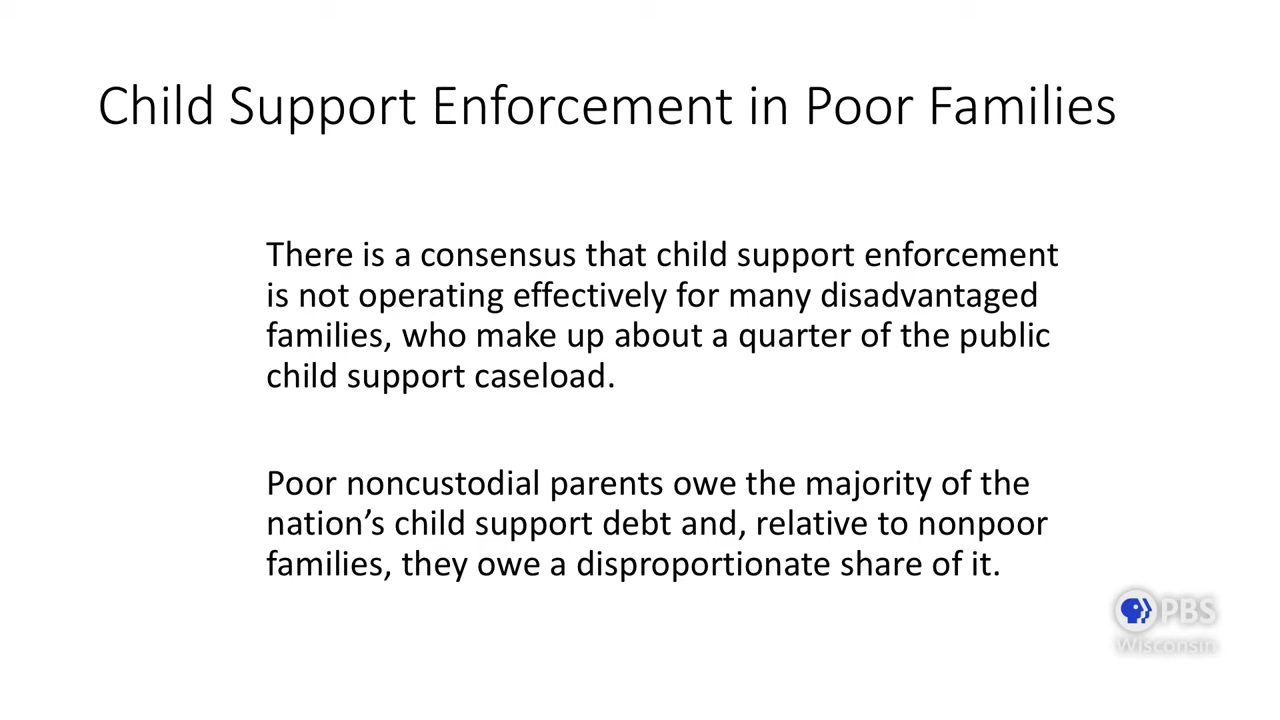 Child Support Enforcement in Poor Families
There is a consensus that child support enforcement
is not operating effectively for many disadvantaged
families, who make up about a quarter of the public
child support caseload.
Poor noncustodial parents owe the majority of the
nation’s child support debt and, relative to nonpoor
families, they owe a disproportionate share of it.
PBS
Wisconsin